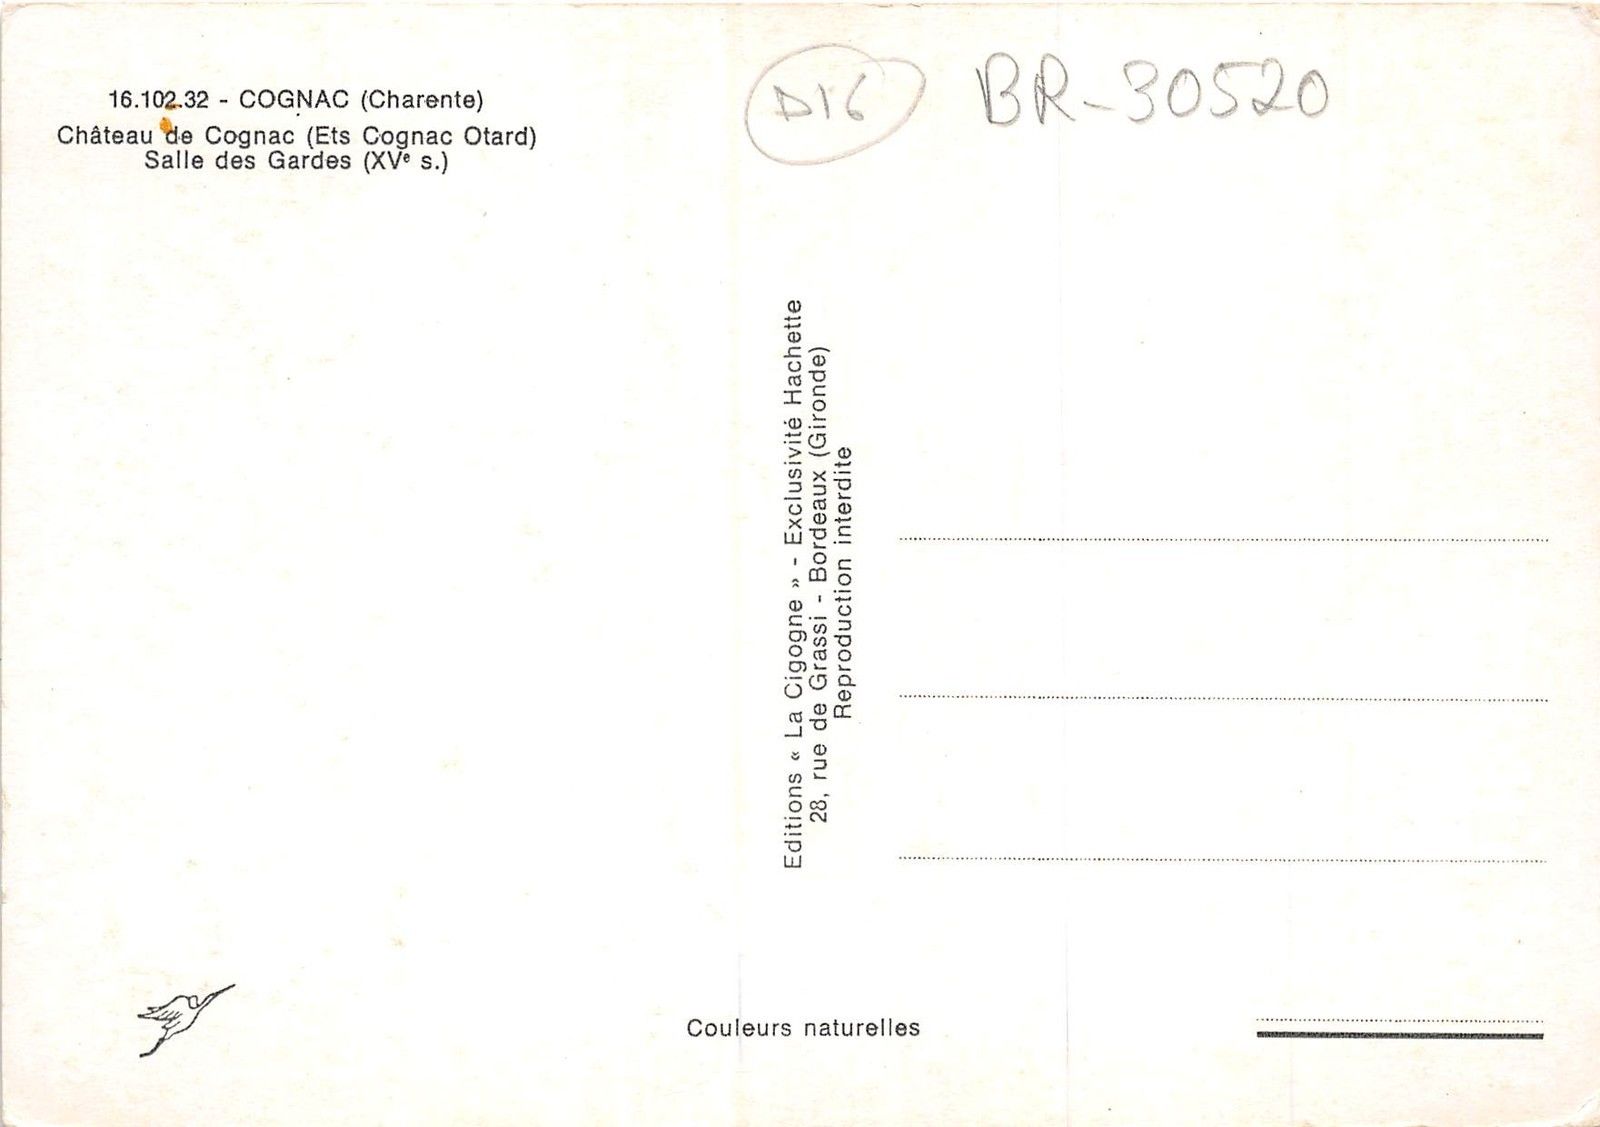 16.102.32 - COGNAC (Charente)
Château de Cognac (Ets Cognac Otard)
Salle des Gardes (XVe s.)
D16
BR-30520
Editions « La Cigogne » - Exclusivité Hachette
28, rue de Grassi - Bordeaux (Gironde)
Reproduction interdite
Couleurs naturelles